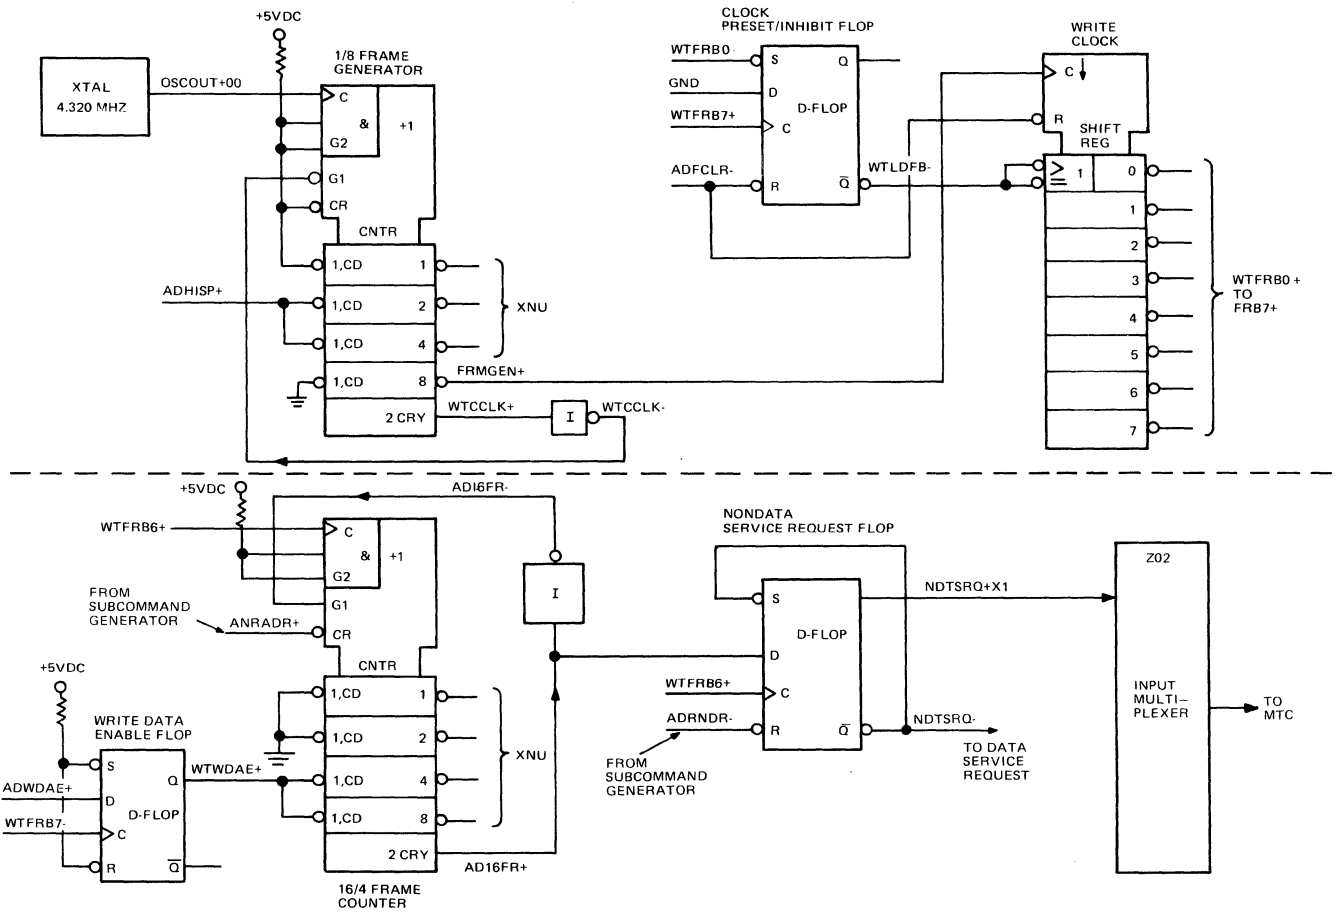 +5VDC
XTAL
4.320 MHZ
OSCOUT+00
1/8 FRAME
GENERATOR
C
&
+1
G2
G1
CR
CNTR
1,CD 1
ADHISP+
1,CD 2
XNU
1,CD 4
1,CD 8
FRMGEN+
2 CRY
WTCCLK+
I
WTCCLK-
CLOCK
PRESET/INHIBIT FLOP
WTFRB0
S Q
GND
D
D-FLOP
WTFRB7+
C
ADFCLR-
R Q
WTLDFB-
WRITE
CLOCK
C
R
SHIFT
REG
≥ 1 0
1
2
3
4
5
6
7
WTFRB0 +
TO
FRB7+
+5VDC
ADI6FR-
WTFRB6+
C
&
+1
G2
G1
FROM
SUBCOMMAND
GENERATOR
ANRADR+
CR
CNTR
1,CD 1
1,CD 2
XNU
1,CD 4
1,CD 8
2 CRY
AD16FR+
16/4 FRAME
COUNTER
I
+5VDC
WRITE DATA
ENABLE FLOP
S
Q
WTWDAE+
ADWDAE+
D
D-FLOP
WTFRB7-
C
R Q
NONDATA
SERVICE REQUEST FLOP
S
NDTSRQ+X1
D-FLOP
D
WTFRB6+
C
ADRNDR-
R Q
NDTSRQ-
FROM
SUBCOMMAND
GENERATOR
TO DATA
SERVICE
REQUEST
Z02
INPUT
MULTI-
PLEXER
TO
MTC